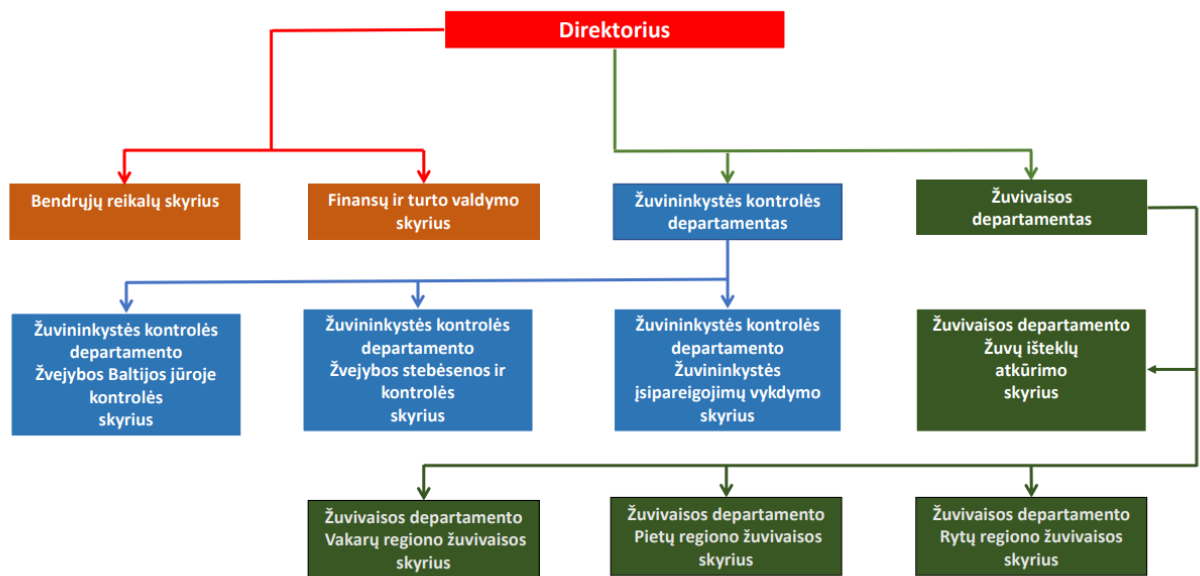 Direktorius
Bendrųjų reikalų skyrius
Finansų ir turto valdymo
skyrius
Žuvininkystės kontrolės
departamentas
Žuvivaisos
departamentas
Žuvininkystės kontrolės
departamento
Žvejybos Baltijos jūroje
kontrolės
skyrius
Žuvininkystės kontrolės
departamento
Žvejybos stebėsenos ir
kontrolės
skyrius
Žuvininkystės kontrolės
departamento
Žuvininkystės
įsipareigojimų vykdymo
skyrius
Žuvivaisos departamento
Žuvų išteklų
atkūrimo
skyrius
Žuvivaisos departamento
Vakarų regiono žuvivaisos
skyrius
Žuvivaisos departamento
Pietų regiono žuvivaisos
skyrius
Žuvivaisos departamento
Rytų regiono žuvivaisos
skyrius